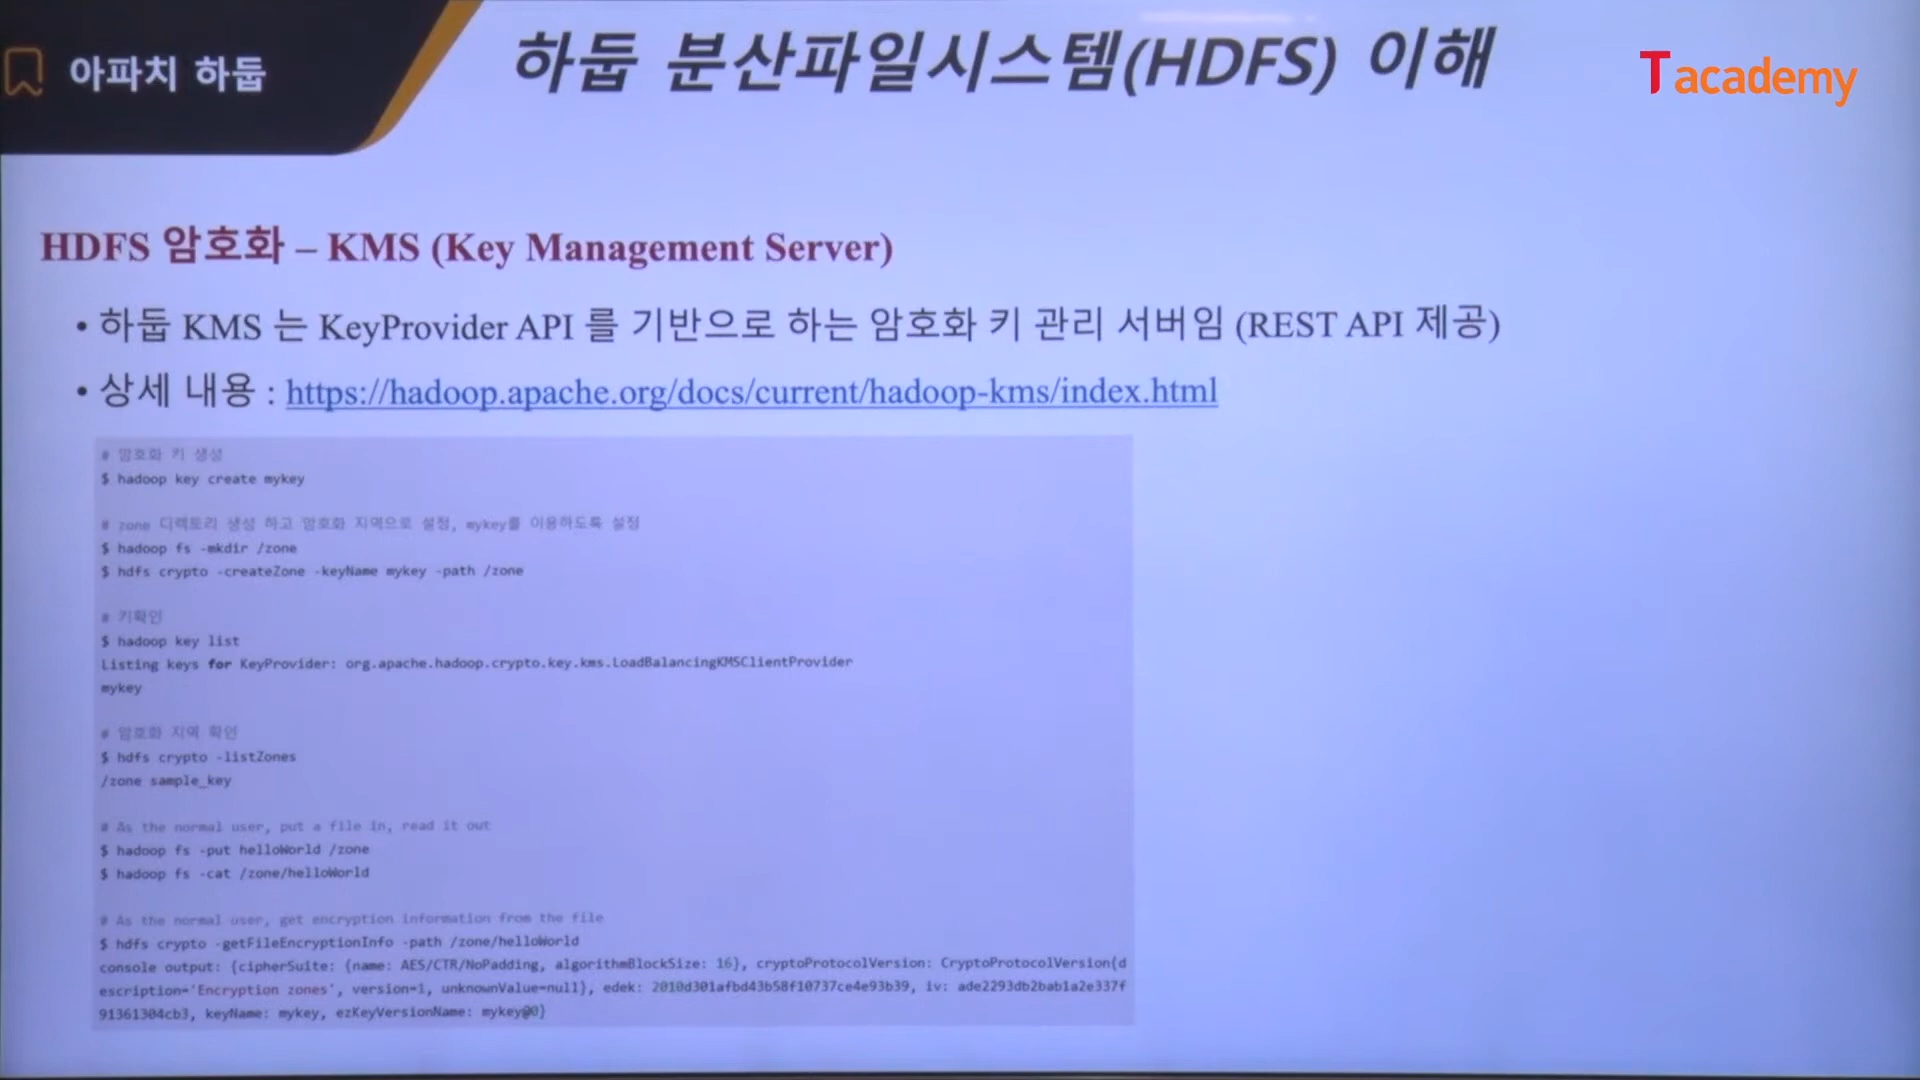 아파치 하둡
하둡 분산파일시스템(HDFS) 이해
Tacademy
HDFS 암호화 – KMS (Key Management Server)
• 하둡 KMS 는 KeyProvider API 를 기반으로 하는 암호화 키 관리 서버임 (REST API 제공)
• 상세 내용 : https://hadoop.apache.org/docs/current/hadoop-kms/index.html
# 암호화 키 생성
$ hadoop key create mykey
# zone 디렉토리 생성 하고 암호화 지역으로 설정, mykey를 이용하도록 설정
$ hadoop fs -mkdir /zone
$ hdfs crypto -createZone -keyName mykey -path /zone
# 키확인
$ hadoop key list
Listing keys for KeyProvider: org.apache.hadoop.crypto.key.kms.LoadBalancingKMSClientProvider
mykey
# 암호화 지역 확인
$ hdfs crypto -listZones
/zone sample_key
# As the normal user, put a file in, read it out
$ hadoop fs -put helloWorld /zone
$ hadoop fs -cat /zone/helloWorld
# As the normal user, get encryption information from the file
$ hdfs crypto -getFileEncryptionInfo -path /zone/helloWorld
console output: {cipherSuite: {name: AES/CTR/NoPadding, algorithmBlockSize: 16}, cryptoProtocolVersion: CryptoProtocolVersion{d
escription='Encryption zones', version=1, unknownValue=null}, edek: 2010d301afbd43b58f10737ce4e93b39, iv: ade2293db2bab1a2e337f
91361304cb3, keyName: mykey, ezKeyVersionName: mykey@0}